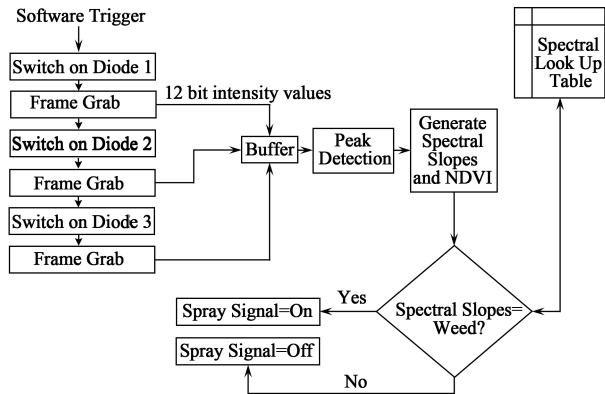 Software Trigger
Switch on Diode 1
Frame Grab
12 bit intensity values
Switch on Diode 2
Frame Grab
Switch on Diode 3
Frame Grab
Buffer
Peak
Detection
Generate
Spectral
Slopes
and NDVI
Spectral
Look Up
Table
Spectral Slopes=
Weed?
Yes
Spray Signal=On
Spray Signal=Off
No